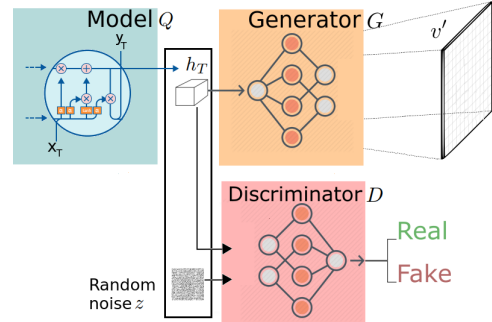 Model Q
y_T
x_T
h_T
Generator G
v′
Discriminator D
Real
Fake
Random
noise z